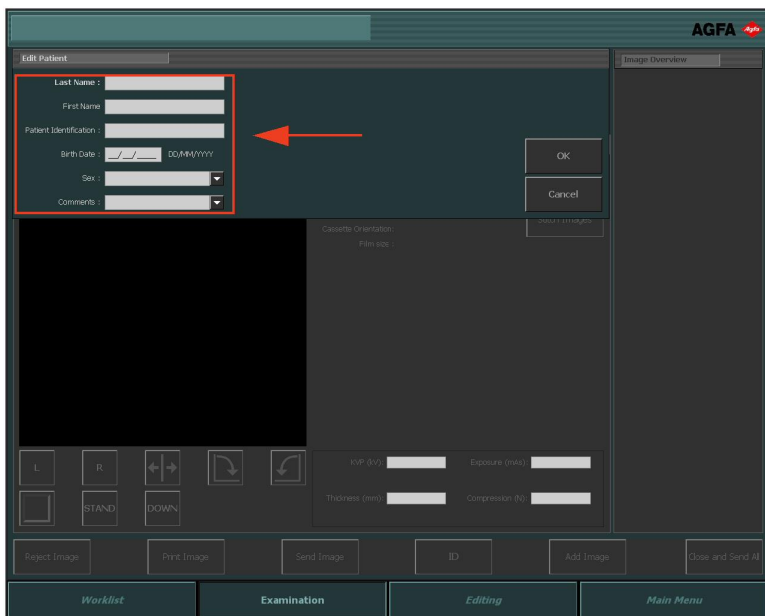 AGFA Agfa
Edit Patient
Image Overview
Last Name :
First Name
Patient Identification :
Birth Date : __/__/____ DD/MM/YYYY
Sex :
Comments :
OK
Cancel
Stitch Images
Cassette Orientation:
Film size :
L
R
STAND
DOWN
KVP (kV):
Exposure (mAs):
Thickness (mm):
Compression (N):
Reject Image
Print Image
Send Image
ID
Add Image
Close and Send All
Worklist
Examination
Editing
Main Menu